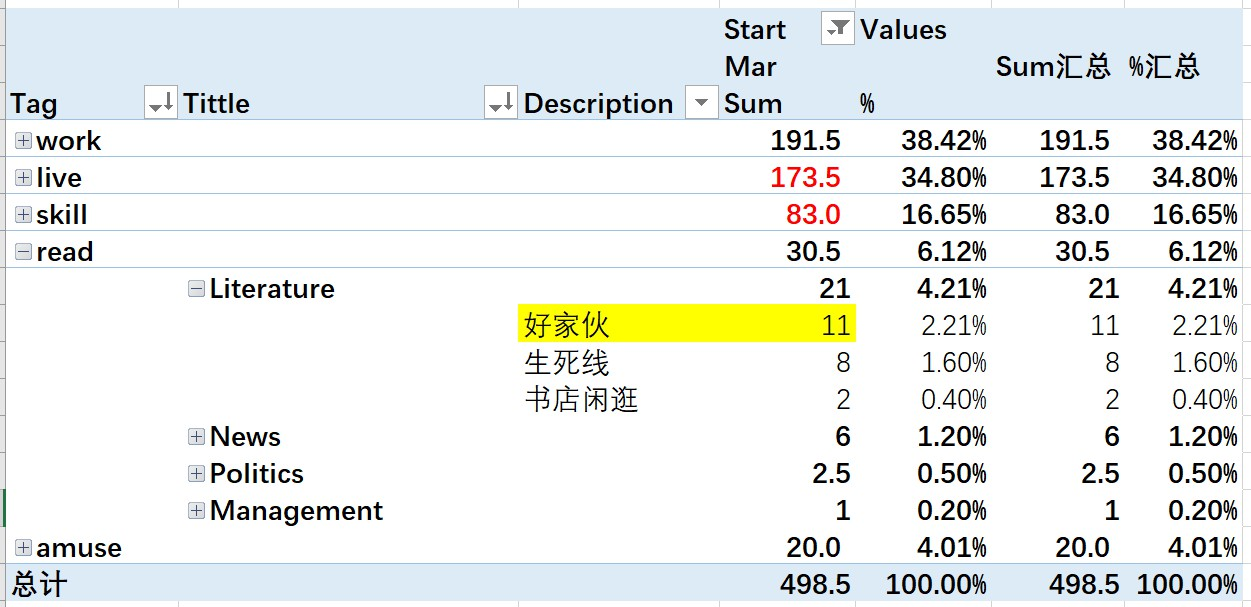 Start Values
Mar Sum汇总 %汇总
Tag Tittle Description Sum %
work 191.5 38.42% 191.5 38.42%
live 173.5 34.80% 173.5 34.80%
skill 83.0 16.65% 83.0 16.65%
read 30.5 6.12% 30.5 6.12%
Literature 21 4.21% 21 4.21%
好家伙 11 2.21% 11 2.21%
生死线 8 1.60% 8 1.60%
书店闲逛 2 0.40% 2 0.40%
News 6 1.20% 6 1.20%
Politics 2.5 0.50% 2.5 0.50%
Management 1 0.20% 1 0.20%
amuse 20.0 4.01% 20.0 4.01%
总计 498.5 100.00% 498.5 100.00%